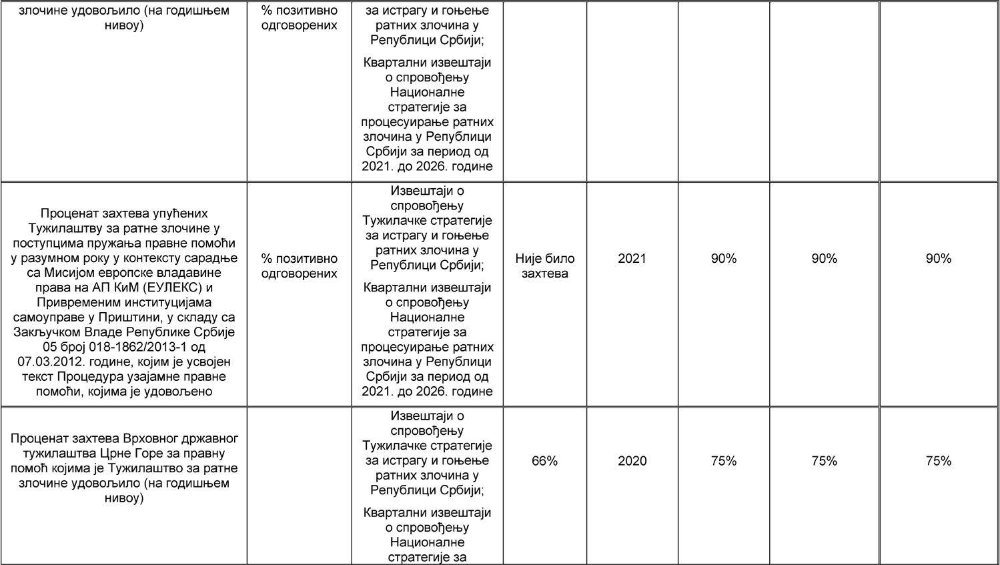 злочине удовољило (на годишњем
нивоу)
% позитивно
одговорених
за истрагу и гоњење
ратних злочина у
Републици Србији;
Квартални извештаји
о спровођењу
Националне
стратегије за
процесуирање ратних
злочина у Републици
Србији за период од
2021. до 2026. године
Проценат захтева упућених
Тужилаштву за ратне злочине у
поступцима пружања правне помоћи
у разумном року у контексту сарадње
са Мисијом европске владавине
права на АП КиМ (ЕУЛЕКС) и
Привременим институцијама
самоуправе у Приштини, у складу са
Закључком Владе Републике Србије
05 број 018-1862/2013-1 од
07.03.2012. године, којим је усвојен
текст Процедура узајамне правне
помоћи, којима је удовољено
% позитивно
одговорених
Извештаји о
спровођењу
Тужилачке стратегије
за истрагу и гоњење
ратних злочина у
Републици Србији;
Квартални извештаји
о спровођењу
Националне
стратегије за
процесуирање ратних
злочина у Републици
Србији за период од
2021. до 2026. године
Није било
захтева
2021
90%
90%
90%
Проценат захтева Врховног државног
тужилаштва Црне Горе за правну
помоћ којима је Тужилаштво за ратне
злочине удовољило (на годишњем
нивоу)
Извештаји о
спровођењу
Тужилачке стратегије
за истрагу и гоњење
ратних злочина у
Републици Србији;
Квартални извештаји
о спровођењу
Националне
стратегије за
66%
2020
75%
75%
75%